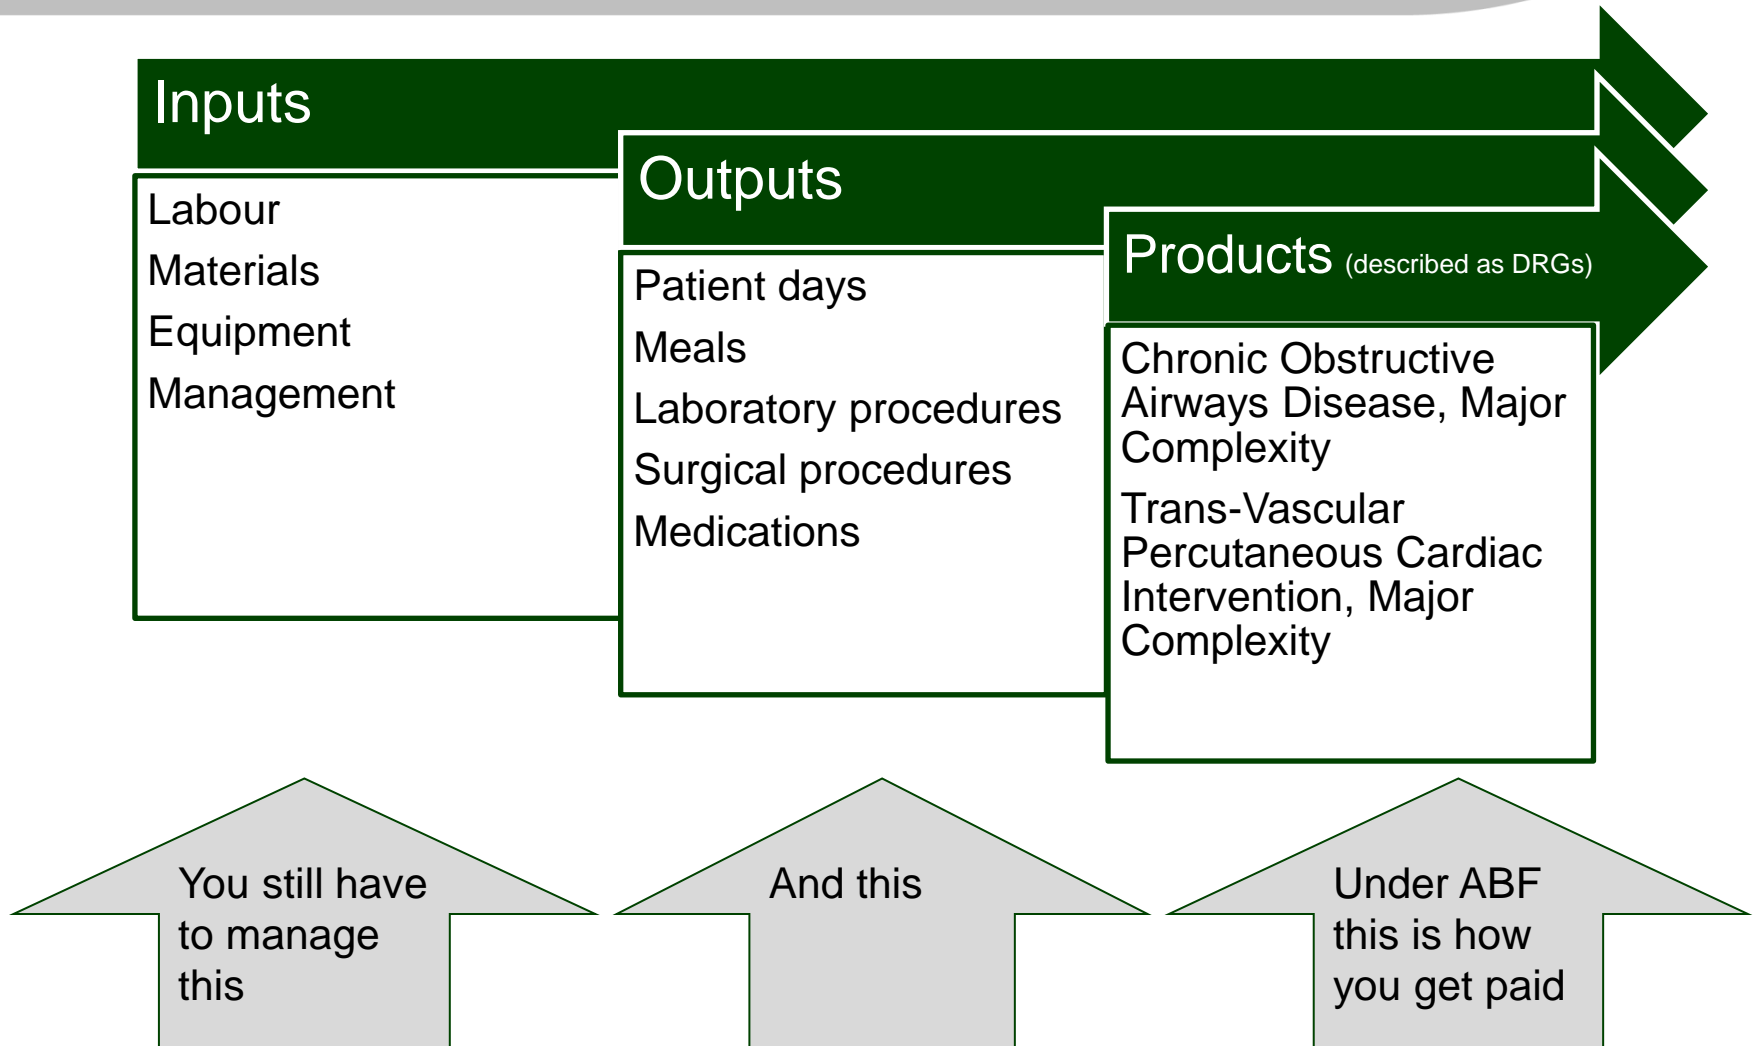 Inputs
Labour
Materials
Equipment
Management
Outputs
Patient days
Meals
Laboratory procedures
Surgical procedures
Medications
Products (described as DRGs)
Chronic Obstructive
Airways Disease, Major
Complexity
Trans-Vascular
Percutaneous Cardiac
Intervention, Major
Complexity
You still have
to manage
this
And this
Under ABF
this is how
you get paid